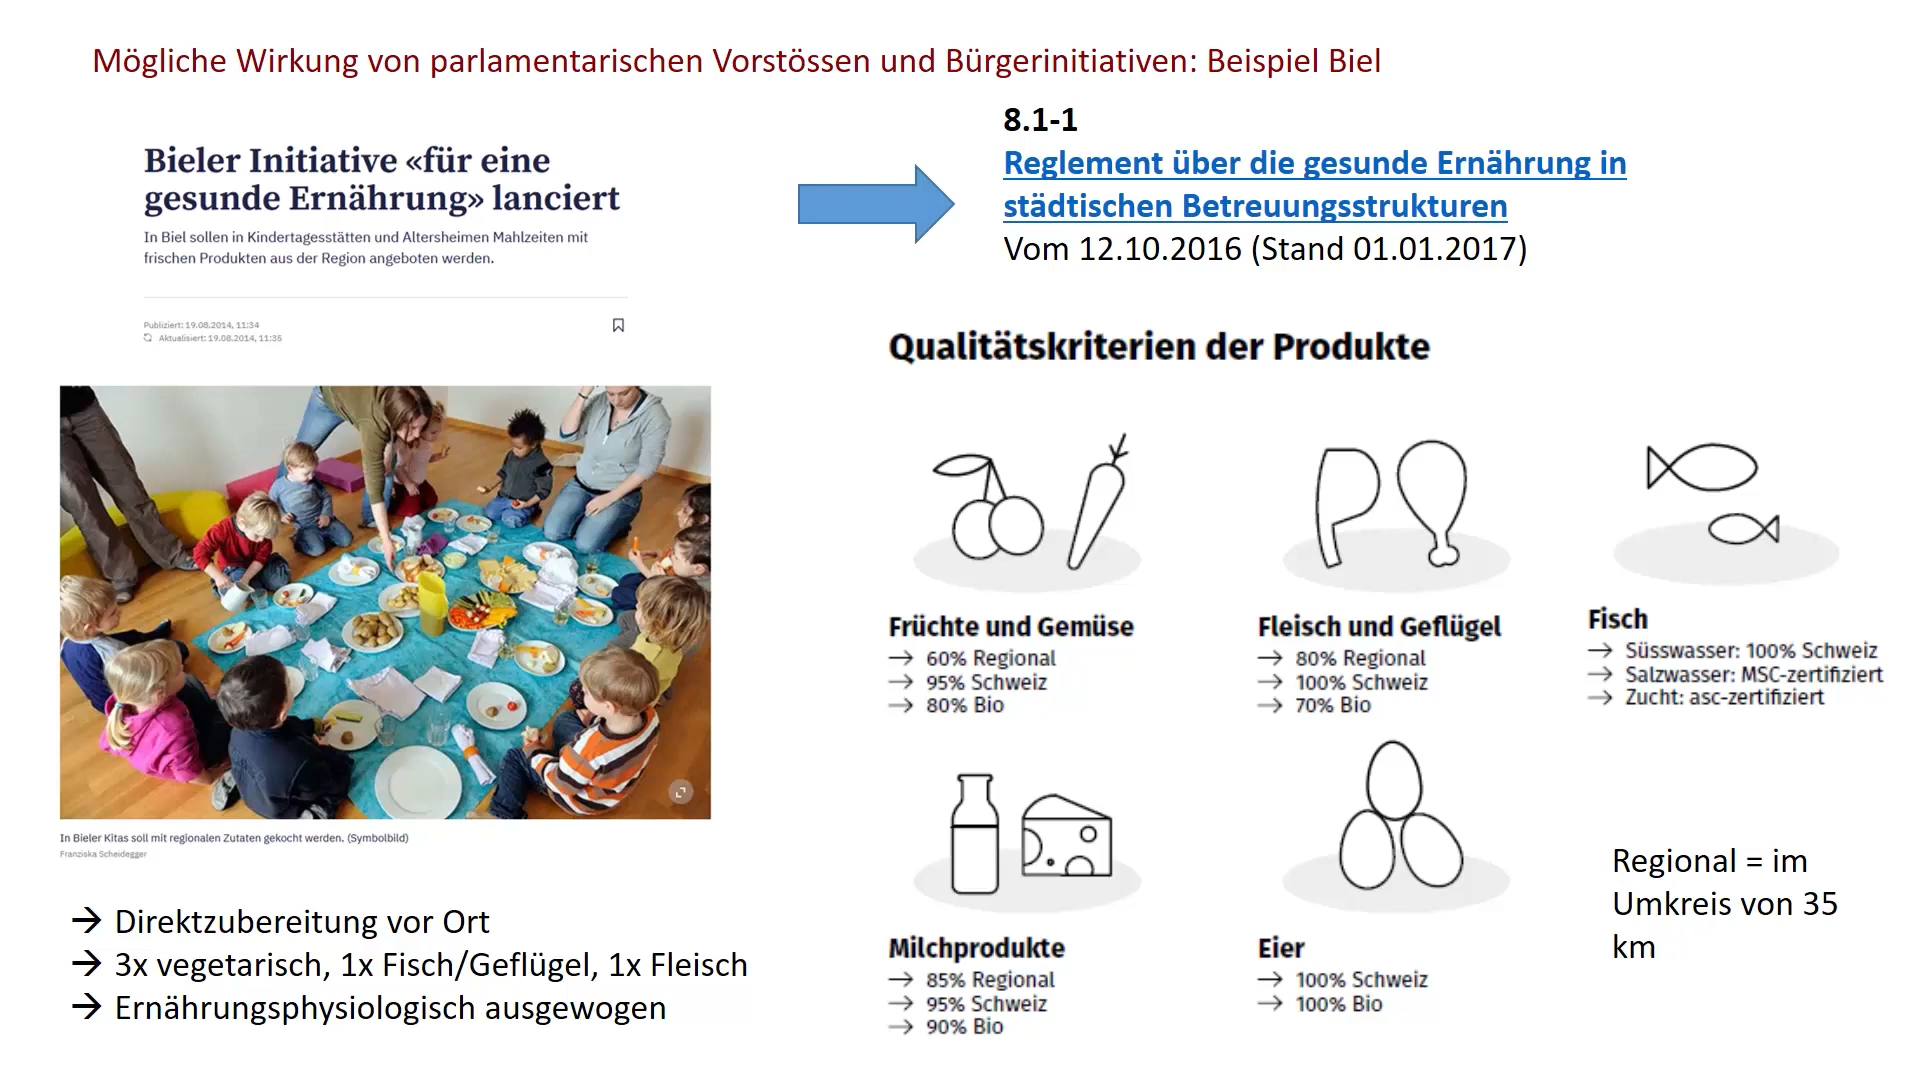 Mögliche Wirkung von parlamentarischen Vorstössen und Bürgerinitiativen: Beispiel Biel
Bieler Initiative «für eine
gesunde Ernährung» lanciert
In Biel sollen in Kindertagesstätten und Altersheimen Mahlzeiten mit
frischen Produkten aus der Region angeboten werden.
Publiziert: 19.08.2014, 11:34
Aktualisiert: 19.08.2014, 11:35
In Bieler Kitas soll mit regionalen Zutaten gekocht werden. (Symbolbild)
Franziska Scheidegger
→ Direktzubereitung vor Ort
→ 3x vegetarisch, 1x Fisch/Geflügel, 1x Fleisch
→ Ernährungsphysiologisch ausgewogen
8.1-1
Reglement über die gesunde Ernährung in
städtischen Betreuungsstrukturen
Vom 12.10.2016 (Stand 01.01.2017)
Qualitätskriterien der Produkte
Früchte und Gemüse
→ 60% Regional
→ 95% Schweiz
→ 80% Bio
Fleisch und Geflügel
→ 80% Regional
→ 100% Schweiz
→ 70% Bio
Fisch
→ Süsswasser: 100% Schweiz
→ Salzwasser: MSC-zertifiziert
→ Zucht: asc-zertifiziert
Milchprodukte
→ 85% Regional
→ 95% Schweiz
→ 90% Bio
Eier
→ 100% Schweiz
→ 100% Bio
Regional = im
Umkreis von 35
km